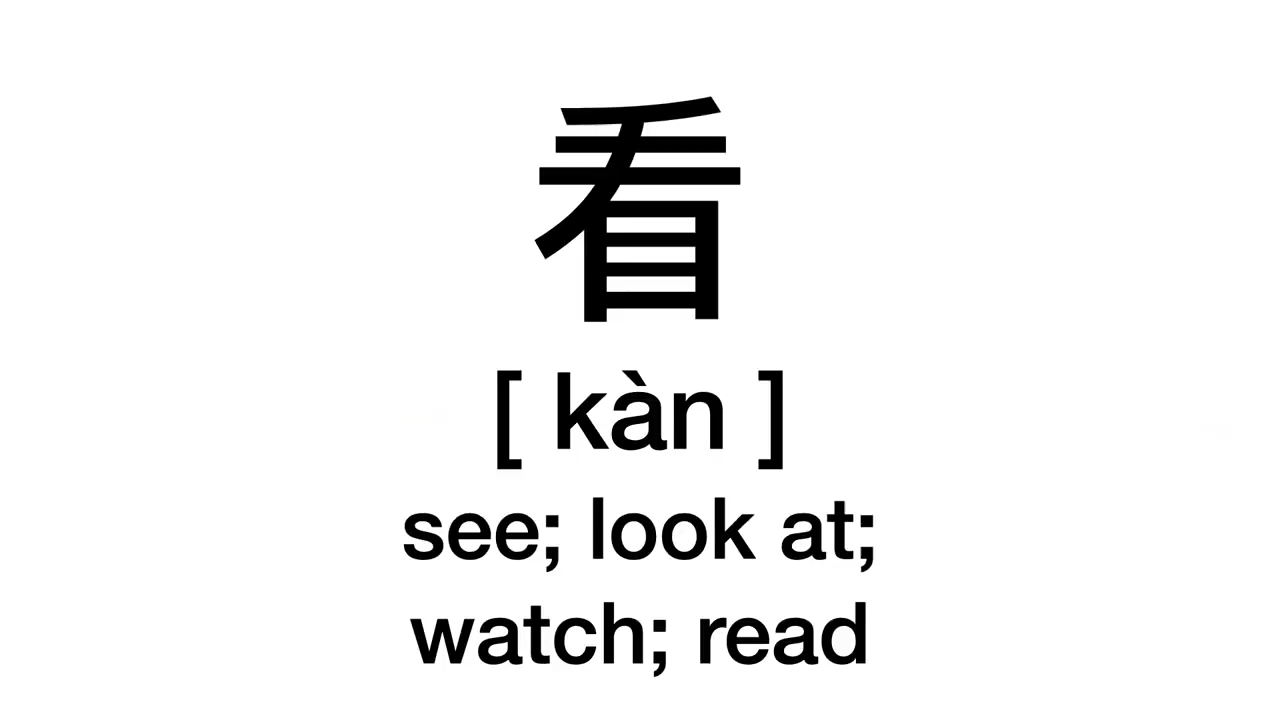 看
[ kàn ]
see; look at;
watch; read